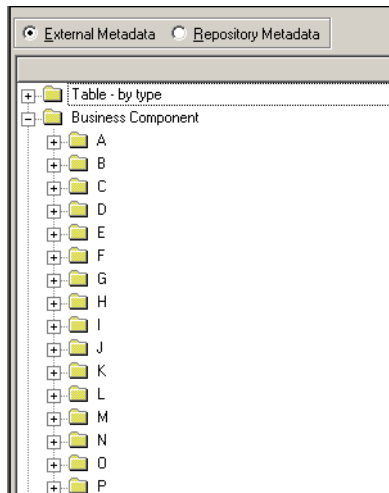 External Metadata Repository Metadata
Table - by type
Business Component
A
B
C
D
E
F
G
H
I
J
K
L
M
N
O
P